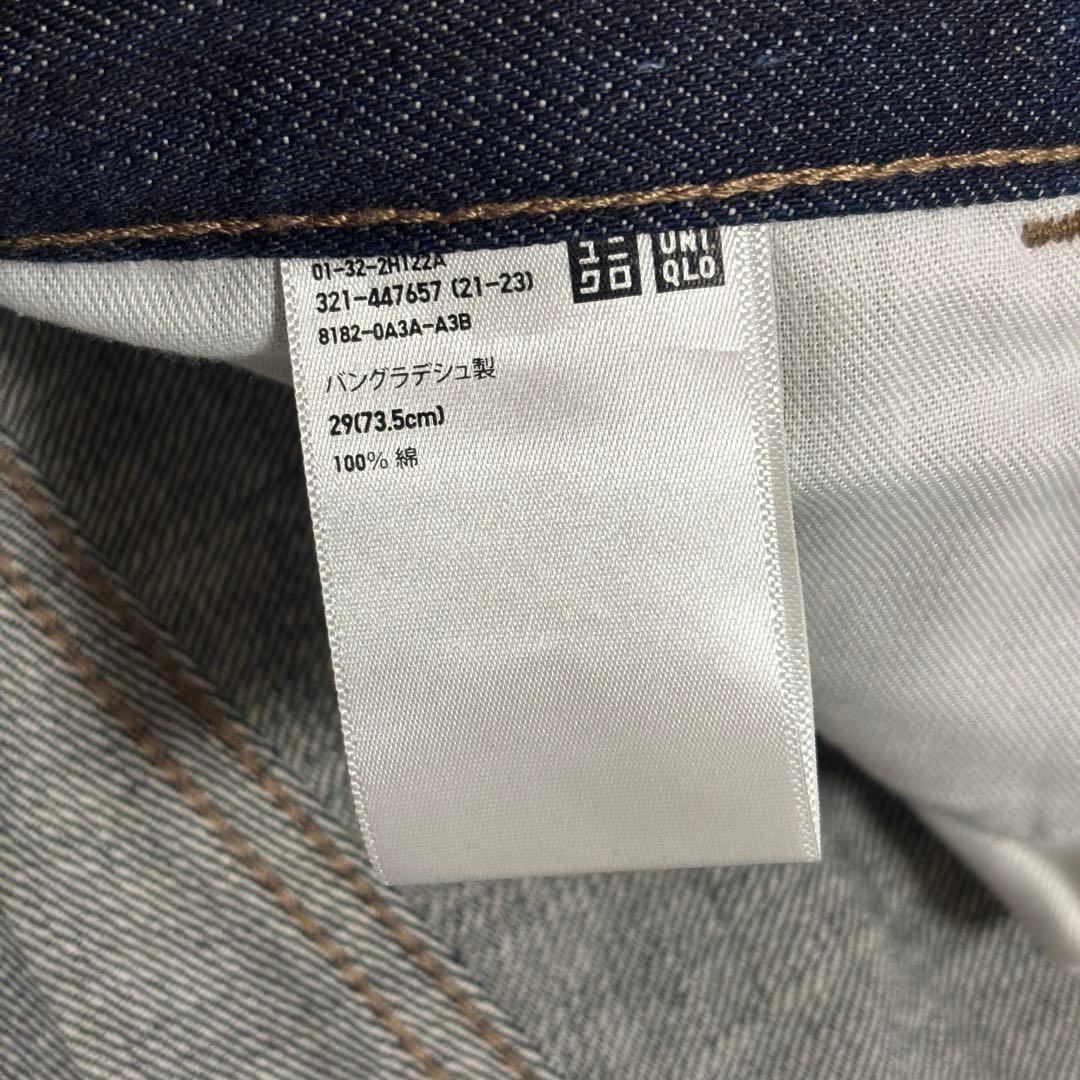 01-32-2H122A
321-447657 (21-23)
8182-0A3A-A3B
バングラデシュ製
29(73.5cm)
100% 綿
ユニ
クロ
UNI
QLO